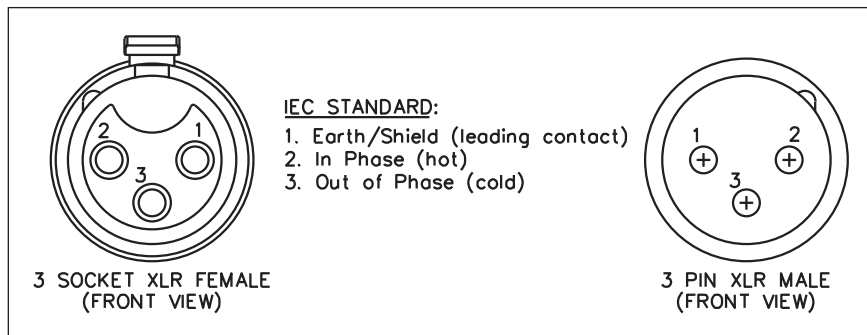 2
1
3
3 SOCKET XLR FEMALE
(FRONT VIEW)
IEC STANDARD:
1. Earth/Shield (leading contact)
2. In Phase (hot)
3. Out of Phase (cold)
1
2
3
3 PIN XLR MALE
(FRONT VIEW)